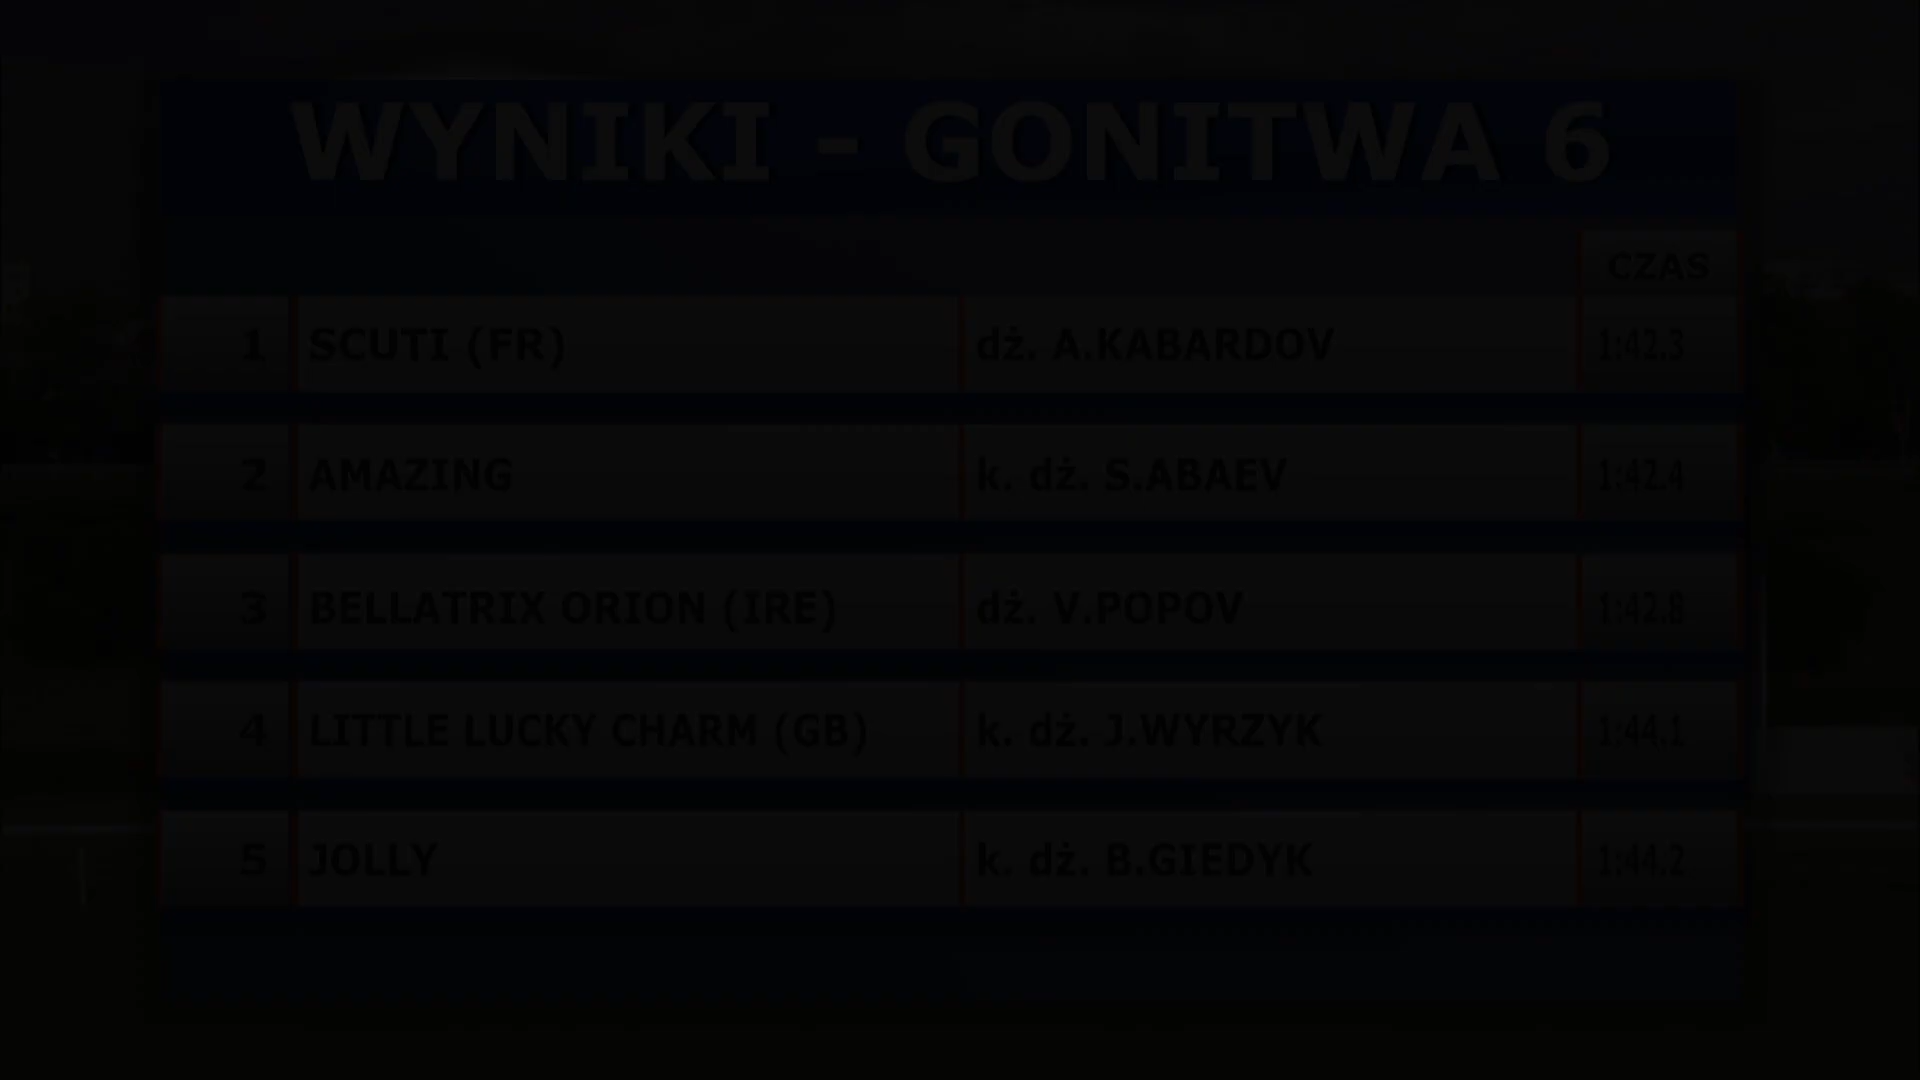 WYNIKI - GONITWA 6
CZAS
1 SCUTI (FR) dż. A.KABARDOV 1:42.3
2 AMAZING k. dż. S.ABAEV 1:42.4
3 BELLATRIX ORION (IRE) dż. V.POPOV 1:42.8
4 LITTLE LUCKY CHARM (GB) k. dż. J.WYRZYK 1:44.1
5 JOLLY k. dż. B.GIEDYK 1:44.2